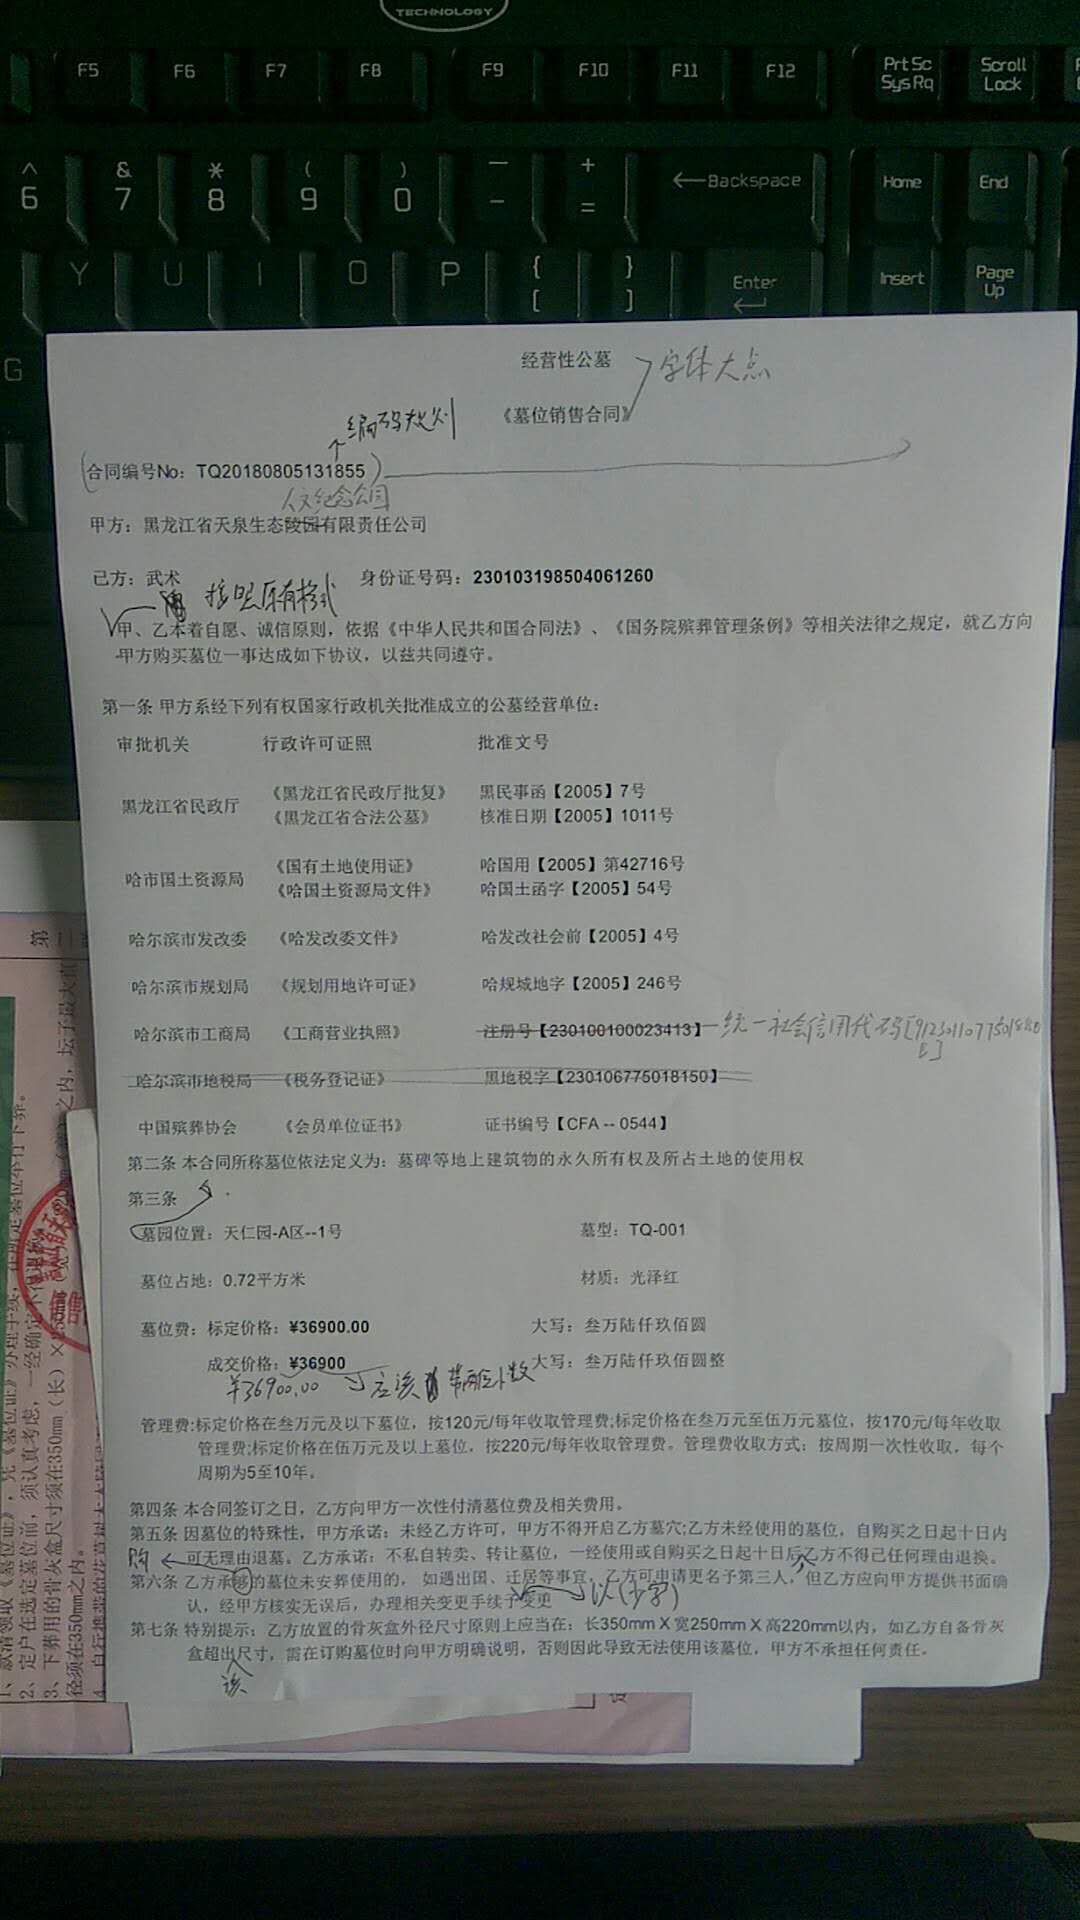 TECHNOLOGY
F5 F6 F7 F8 F9 F10 F11 F12 Prt Sc SysRq Scroll Lock
^ 6 & 7 * 8 ( 9 ) 0 — - + = ←Backspace Home End
Y U I O P { [ } ] Enter Insert Page Up
G
经营性公墓
字体大点
《墓位销售合同》
编码规则
(合同编号No：TQ20180805131855)
人文纪念公园
甲方：黑龙江省天泉生态陵园有限责任公司
己方：武术 身份证号码：230103198504061260
按照原有格式
甲、乙本着自愿、诚信原则，依据《中华人民共和国合同法》、《国务院殡葬管理条例》等相关法律之规定，就乙方向
甲方购买墓位一事达成如下协议，以兹共同遵守。
第一条 甲方系经下列有权国家行政机关批准成立的公墓经营单位：
审批机关 行政许可证照 批准文号
黑龙江省民政厅 《黑龙江省民政厅批复》 黑民事函【2005】7号
《黑龙江省合法公墓》 核准日期【2005】1011号
哈市国土资源局 《国有土地使用证》 哈国用【2005】第42716号
《哈国土资源局文件》 哈国土函字【2005】54号
哈尔滨市发改委 《哈发改委文件》 哈发改社会前【2005】4号
哈尔滨市规划局 《规划用地许可证》 哈规城地字【2005】246号
哈尔滨市工商局 《工商营业执照》 注册号【230100100023413】 统一社会信用代码
哈尔滨市地税局 《税务登记证》 黑地税字【230106775018150】
中国殡葬协会 《会员单位证书》 证书编号【CFA -- 0544】
第二条 本合同所称墓位依法定义为：墓碑等地上建筑物的永久所有权及所占土地的使用权
第三条
墓园位置：天仁园-A区--1号 墓型：TQ-001
墓位占地：0.72平方米 材质：光泽红
墓位费：标定价格：¥36900.00 大写：叁万陆仟玖佰圆
成交价格：¥36900 大写：叁万陆仟玖佰圆整
¥36900.00 应该带两位小数
管理费:标定价格在叁万元及以下墓位，按120元/每年收取管理费;标定价格在叁万元至伍万元墓位，按170元/每年收取
管理费;标定价格在伍万元及以上墓位，按220元/每年收取管理费。管理费收取方式：按周期一次性收取，每个
周期为5至10年。
第四条 本合同签订之日，乙方向甲方一次性付清墓位费及相关费用。
第五条 因墓位的特殊性，甲方承诺：未经乙方许可，甲方不得开启乙方墓穴;乙方未经使用的墓位，自购买之日起十日内
可无理由退墓。乙方承诺：不私自转卖、转让墓位，一经使用或自购买之日起十日后乙方不得己任何理由退换。
购
第六条 乙方承够的墓位未安葬使用的， 如遇出国、迁居等事宜，乙方可申请更名予第三人，但乙方应向甲方提供书面确
认，经甲方核实无误后，办理相关变更手续予变更
以(少字)
第七条 特别提示：乙方放置的骨灰盒外径尺寸原则上应当在：长350mm X 宽250mm X 高220mm以内，如乙方自备骨灰
盒超出尺寸，需在订购墓位时向甲方明确说明，否则因此导致无法使用该墓位，甲方不承担任何责任。
该